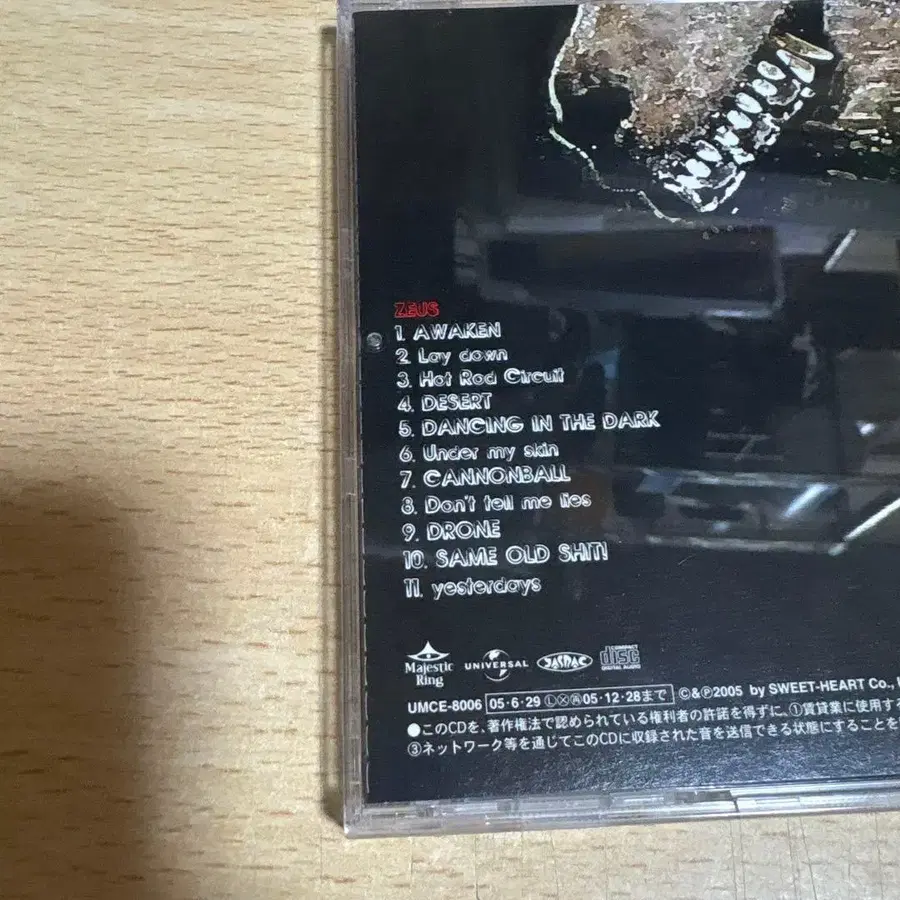 ZEUS
1. AWAKEN
2. Lay down
3. Hot Rod Circuit
4. DESERT
5. DANCING IN THE DARK
6. Under my skin
7. CANNONBALL
8. Don't tell me lies
9. DRONE
10. SAME OLD SHIT!
11. yesterdays
Majestic Ring UNIVERSAL JASRAC COMPACT disc DIGITAL AUDIO
UMCE-8006 05・6・29 Ⓛ Ⓧ 05・12・28まで ©&Ⓟ2005 by SWEET-HEART Co.,
●このCDを、著作権法で認められている権利者の許諾を得ずに、①賃貸業に使用する
③ネットワーク等を通じてこのCDに収録された音を送信できる状態にすることを